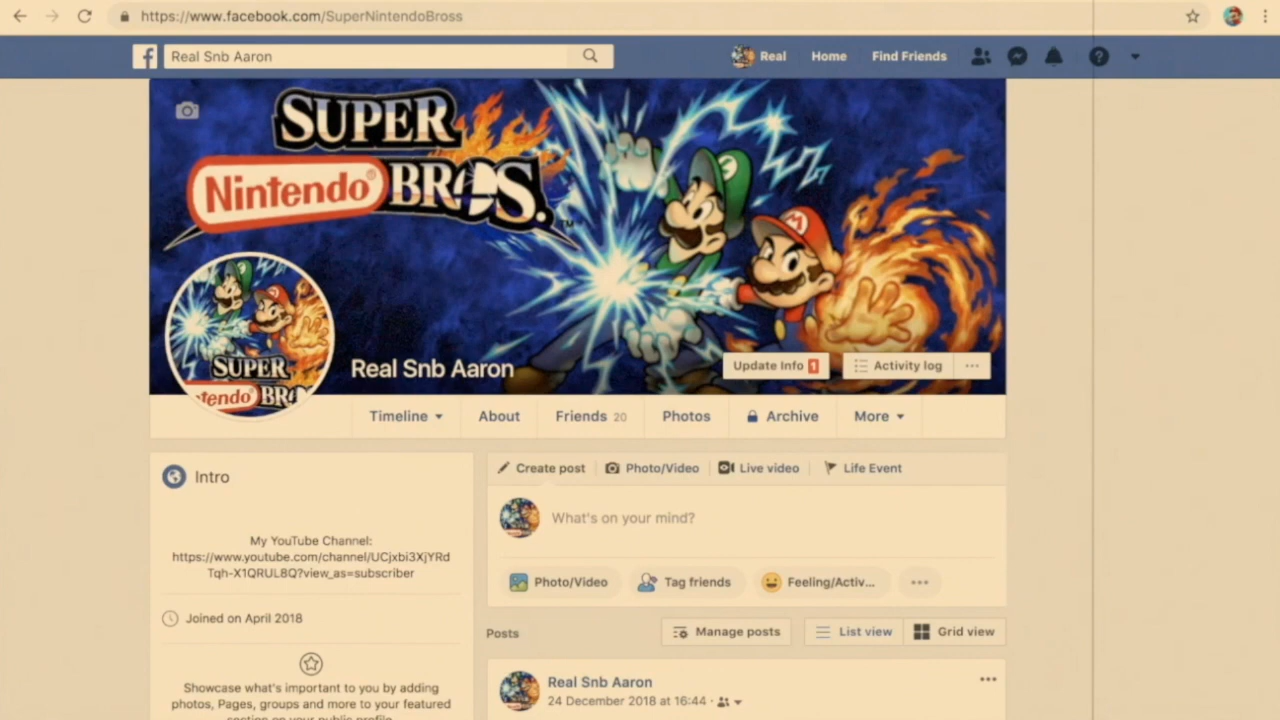 https://www.facebook.com/SuperNintendoBross
Real Snb Aaron
Real Home Find Friends
SUPER
Nintendo® BROS.
SUPER
Real Snb Aaron
Update Info 1 Activity log ...
Timeline About Friends 20 Photos Archive More
Intro
My YouTube Channel:
https://www.youtube.com/channel/UCjxbi3XjYRd
Tqh-X1QRUL8Q?view_as=subscriber
Joined on April 2018
Showcase what's important to you by adding
photos, Pages, groups and more to your featured
section on your public profile.
Create post Photo/Video Live video Life Event
What's on your mind?
Photo/Video Tag friends Feeling/Activ... ...
Posts Manage posts List view Grid view
Real Snb Aaron
24 December 2018 at 16:44 ·